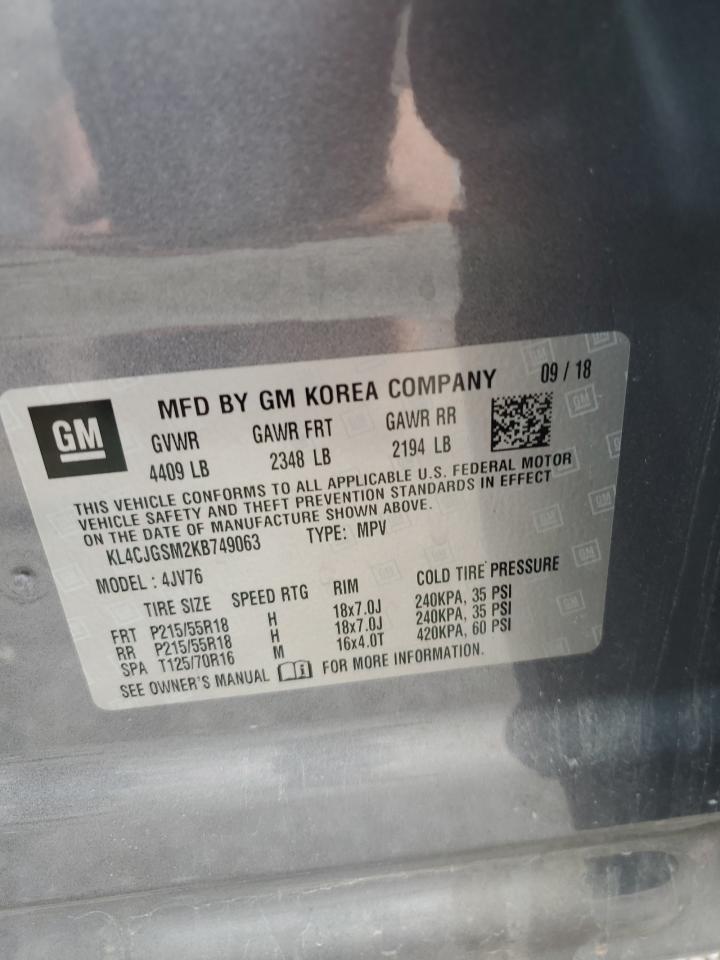 GM
MFD BY GM KOREA COMPANY 09 / 18
GVWR GAWR FRT GAWR RR
4409 LB 2348 LB 2194 LB
THIS VEHICLE CONFORMS TO ALL APPLICABLE U.S. FEDERAL MOTOR
VEHICLE SAFETY AND THEFT PREVENTION STANDARDS IN EFFECT
ON THE DATE OF MANUFACTURE SHOWN ABOVE.
KL4CJGSM2KB749063 TYPE: MPV
MODEL : 4JV76
TIRE SIZE SPEED RTG RIM COLD TIRE PRESSURE
FRT P215/55R18 H 18x7.0J 240KPA, 35 PSI
RR P215/55R18 H 18x7.0J 240KPA, 35 PSI
SPA T125/70R16 M 16x4.0T 420KPA, 60 PSI
SEE OWNER'S MANUAL FOR MORE INFORMATION.